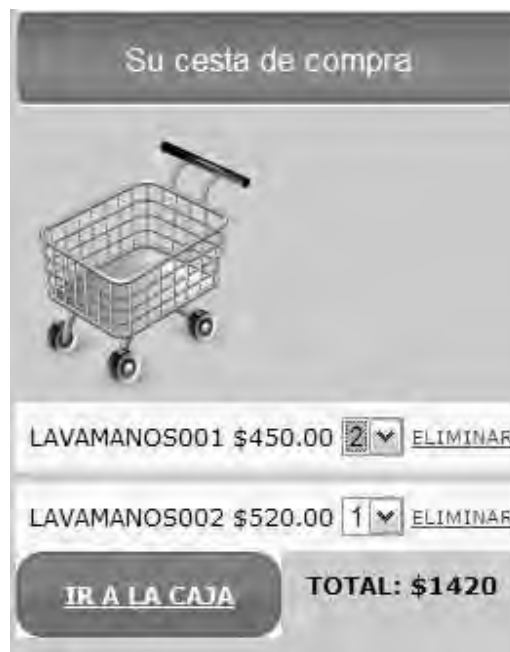 Su cesta de compra
LAVAMANOS001 $450.00 2 ELIMINAR
LAVAMANOS002 $520.00 1 ELIMINAR
IR A LA CAJA TOTAL: $1420